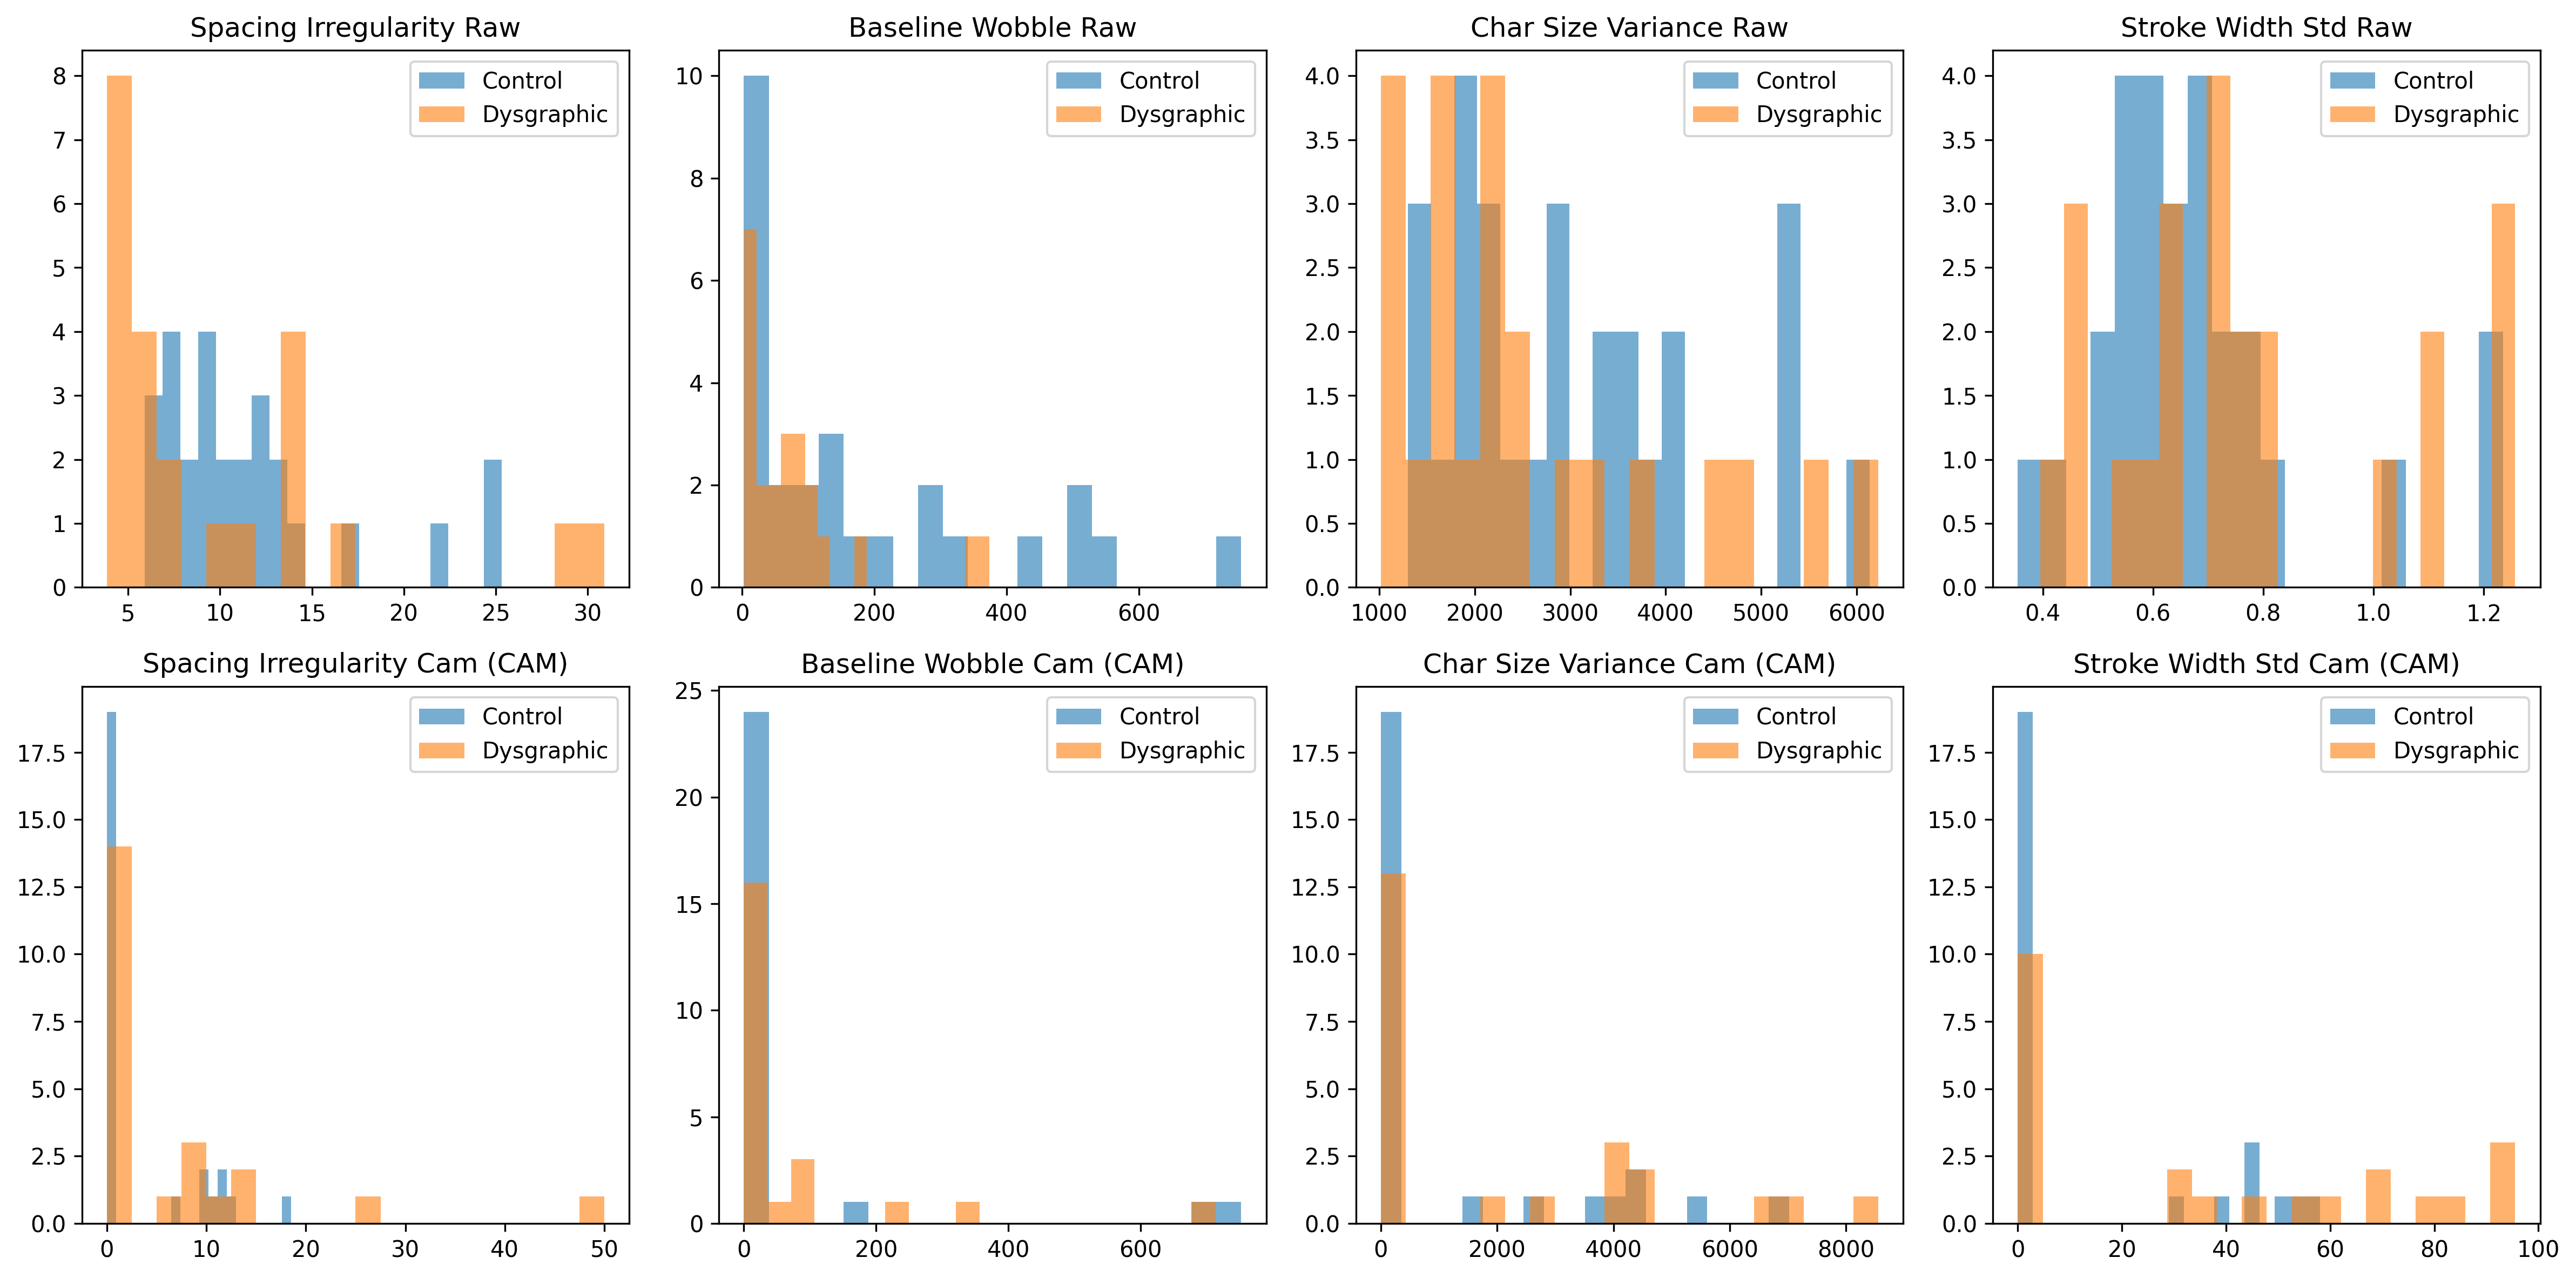 Spacing Irregularity Raw
8
7
6
5
4
3
2
1
0
5 10 15 20 25 30
Control
Dysgraphic
Baseline Wobble Raw
10
8
6
4
2
0
0 200 400 600
Control
Dysgraphic
Char Size Variance Raw
4.0
3.5
3.0
2.5
2.0
1.5
1.0
0.5
0.0
1000 2000 3000 4000 5000 6000
Control
Dysgraphic
Stroke Width Std Raw
4.0
3.5
3.0
2.5
2.0
1.5
1.0
0.5
0.0
0.4 0.6 0.8 1.0 1.2
Control
Dysgraphic
Spacing Irregularity Cam (CAM)
17.5
15.0
12.5
10.0
7.5
5.0
2.5
0.0
0 10 20 30 40 50
Control
Dysgraphic
Baseline Wobble Cam (CAM)
25
20
15
10
5
0
0 200 400 600
Control
Dysgraphic
Char Size Variance Cam (CAM)
17.5
15.0
12.5
10.0
7.5
5.0
2.5
0.0
0 2000 4000 6000 8000
Control
Dysgraphic
Stroke Width Std Cam (CAM)
17.5
15.0
12.5
10.0
7.5
5.0
2.5
0.0
0 20 40 60 80 100
Control
Dysgraphic